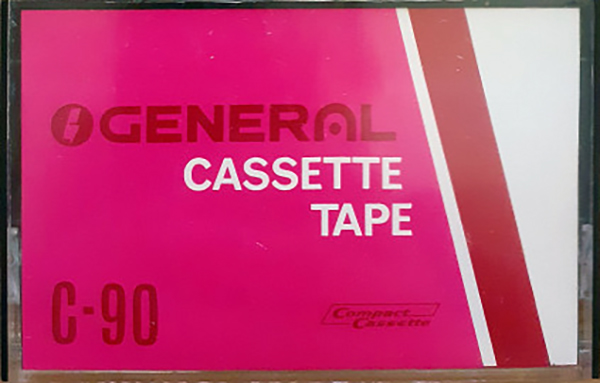 GENERAL
CASSETTE
TAPE
C-90
Compact
Cassette